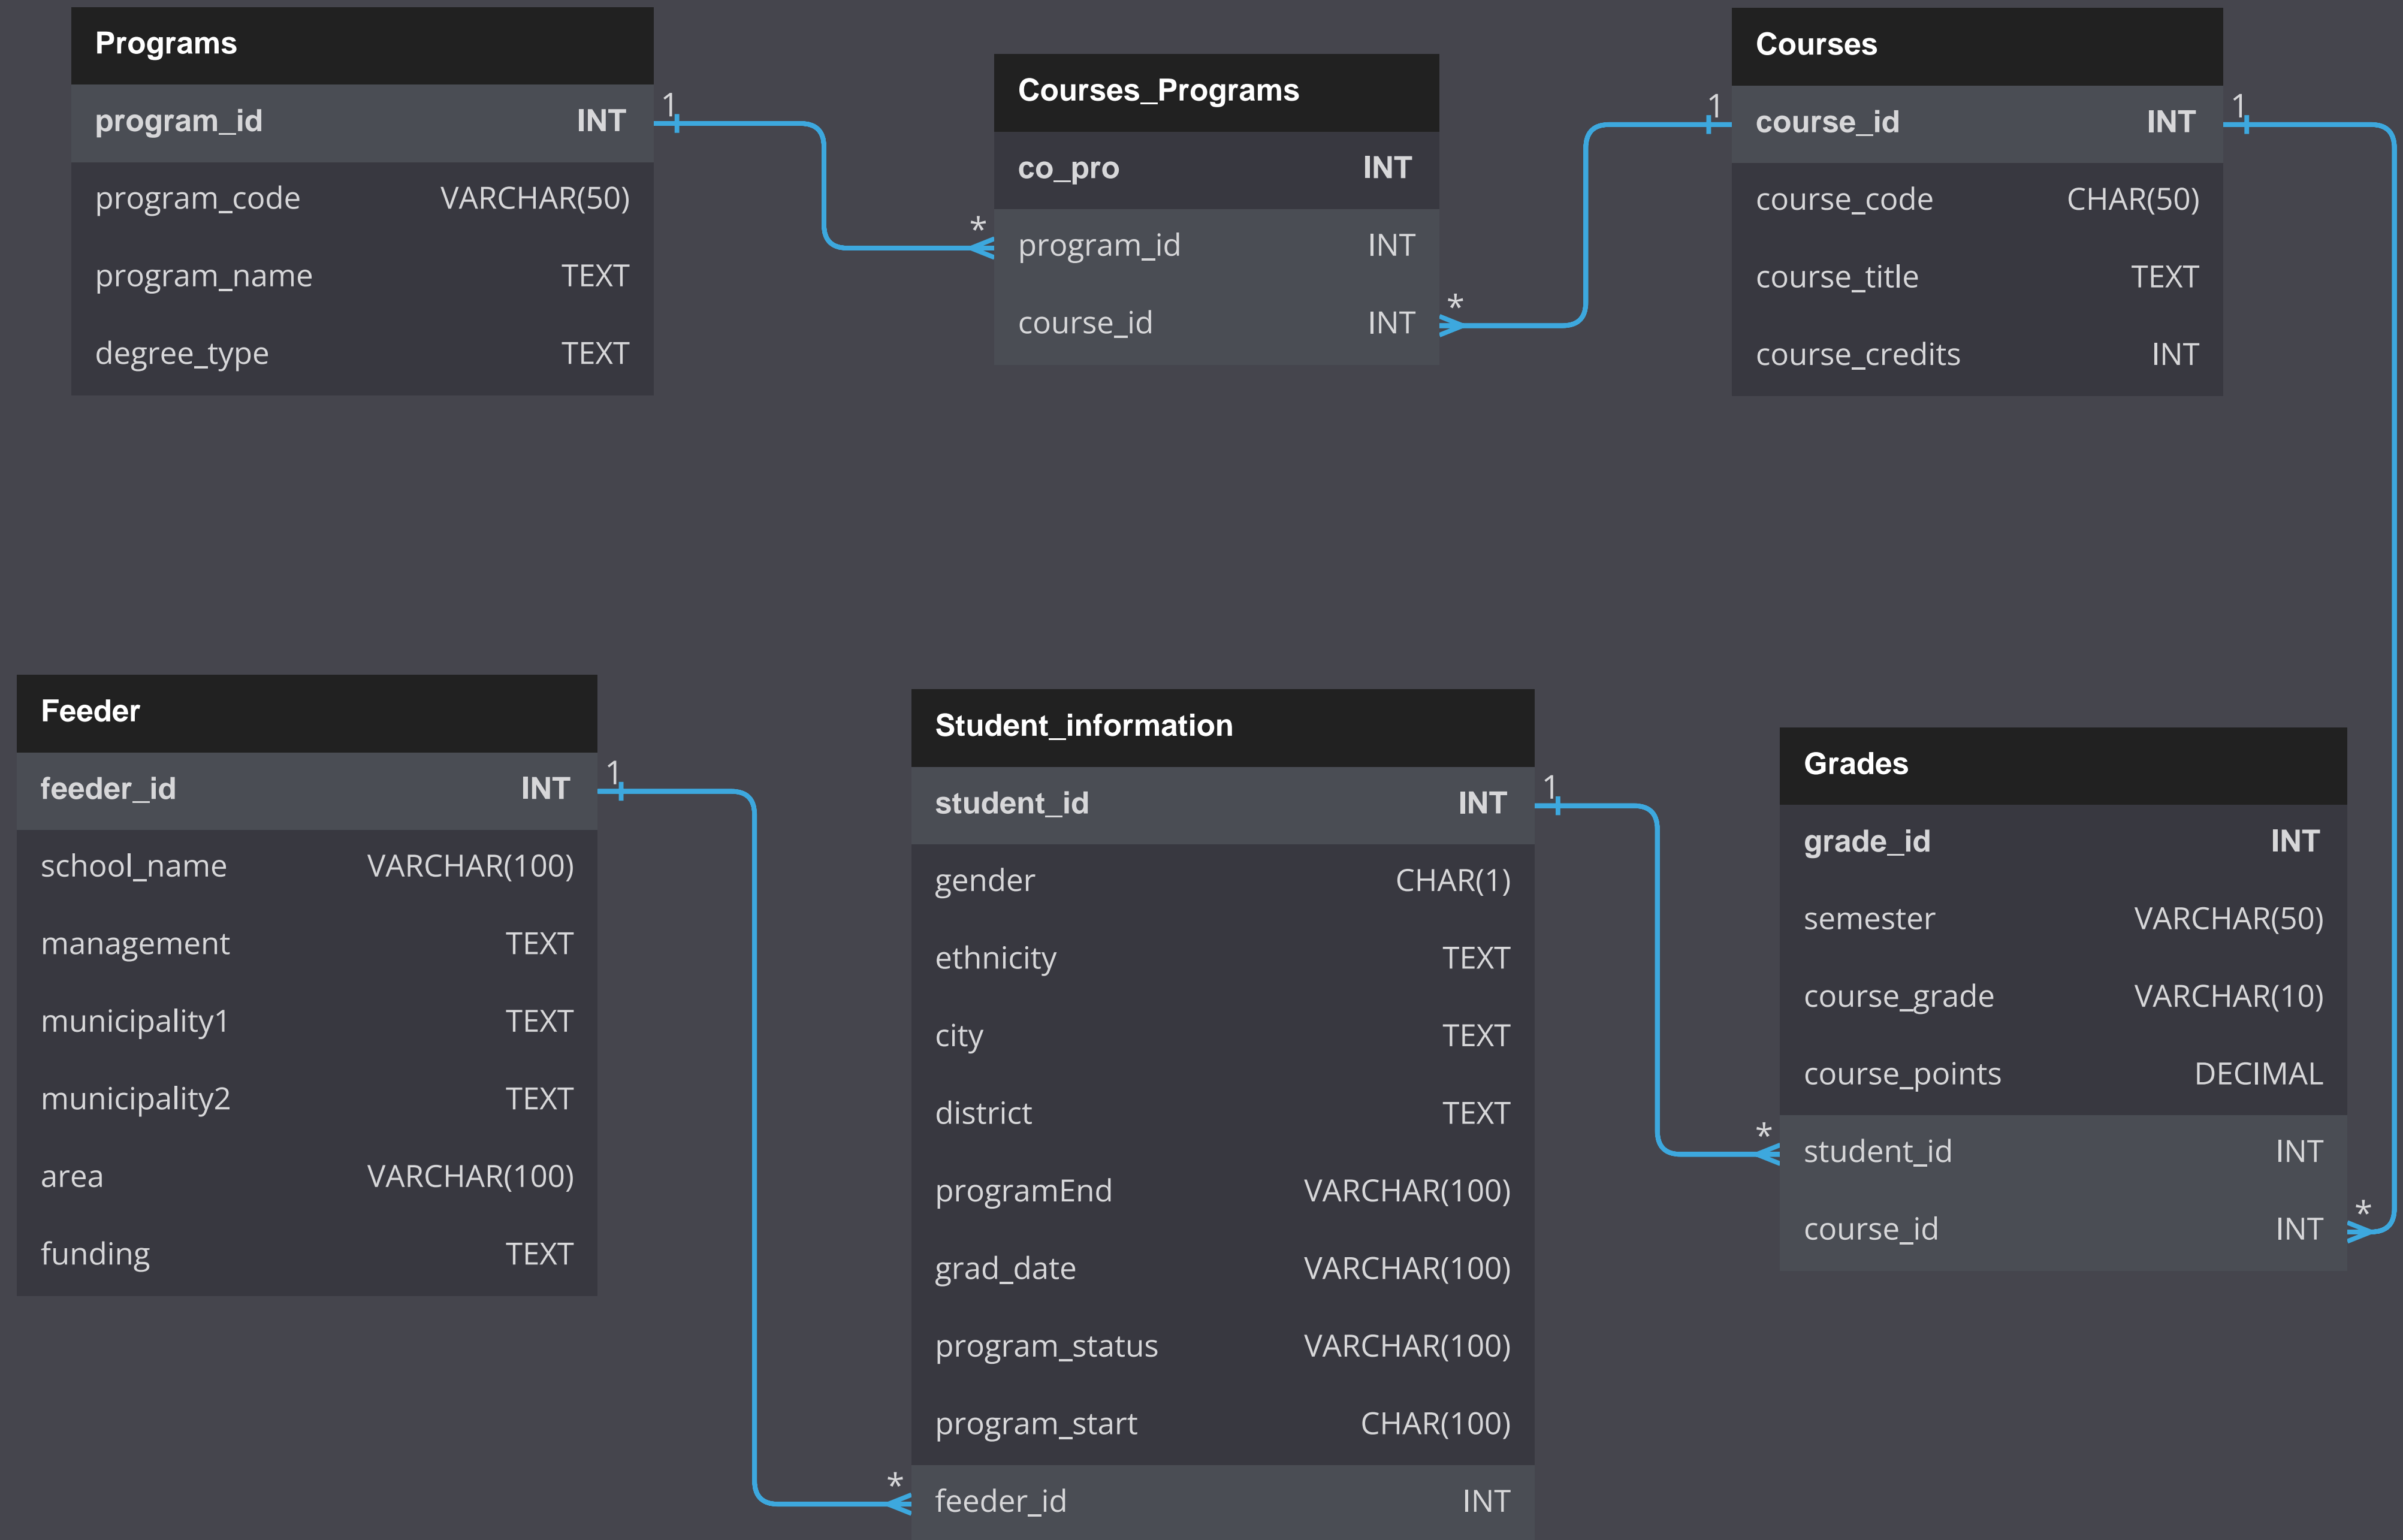 Programs
program_id INT
program_code VARCHAR(50)
program_name TEXT
degree_type TEXT
1
*
Courses_Programs
co_pro INT
program_id INT
course_id INT
*
1
Courses
course_id INT
course_code CHAR(50)
course_title TEXT
course_credits INT
1
Feeder
feeder_id INT
school_name VARCHAR(100)
management TEXT
municipality1 TEXT
municipality2 TEXT
area VARCHAR(100)
funding TEXT
1
*
Student_information
student_id INT
gender CHAR(1)
ethnicity TEXT
city TEXT
district TEXT
programEnd VARCHAR(100)
grad_date VARCHAR(100)
program_status VARCHAR(100)
program_start CHAR(100)
feeder_id INT
1
*
Grades
grade_id INT
semester VARCHAR(50)
course_grade VARCHAR(10)
course_points DECIMAL
student_id INT
course_id INT
*